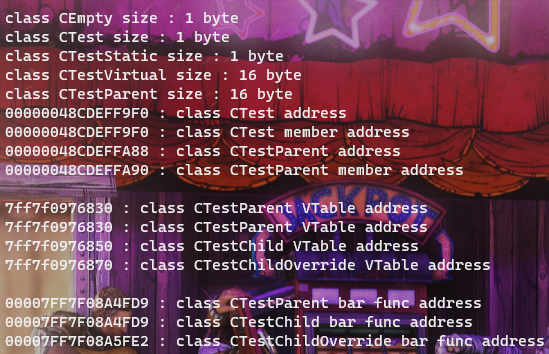 class CEmpty size : 1 byte
class CTest size : 1 byte
class CTestStatic size : 1 byte
class CTestVirtual size : 16 byte
class CTestParent size : 16 byte
00000048CDEFF9F0 : class CTest address
00000048CDEFF9F0 : class CTest member address
00000048CDEFFA88 : class CTestParent address
00000048CDEFFA90 : class CTestParent member address
7ff7f0976830 : class CTestParent VTable address
7ff7f0976830 : class CTestParent VTable address
7ff7f0976850 : class CTestChild VTable address
7ff7f0976870 : class CTestChildOverride VTable address
JACKPOT
00007FF7F08A4FD9 : class CTestParent bar func address
00007FF7F08A4FD9 : class CTestChild bar func address
00007FF7F08A5FE2 : class CTestChildOverride bar func address